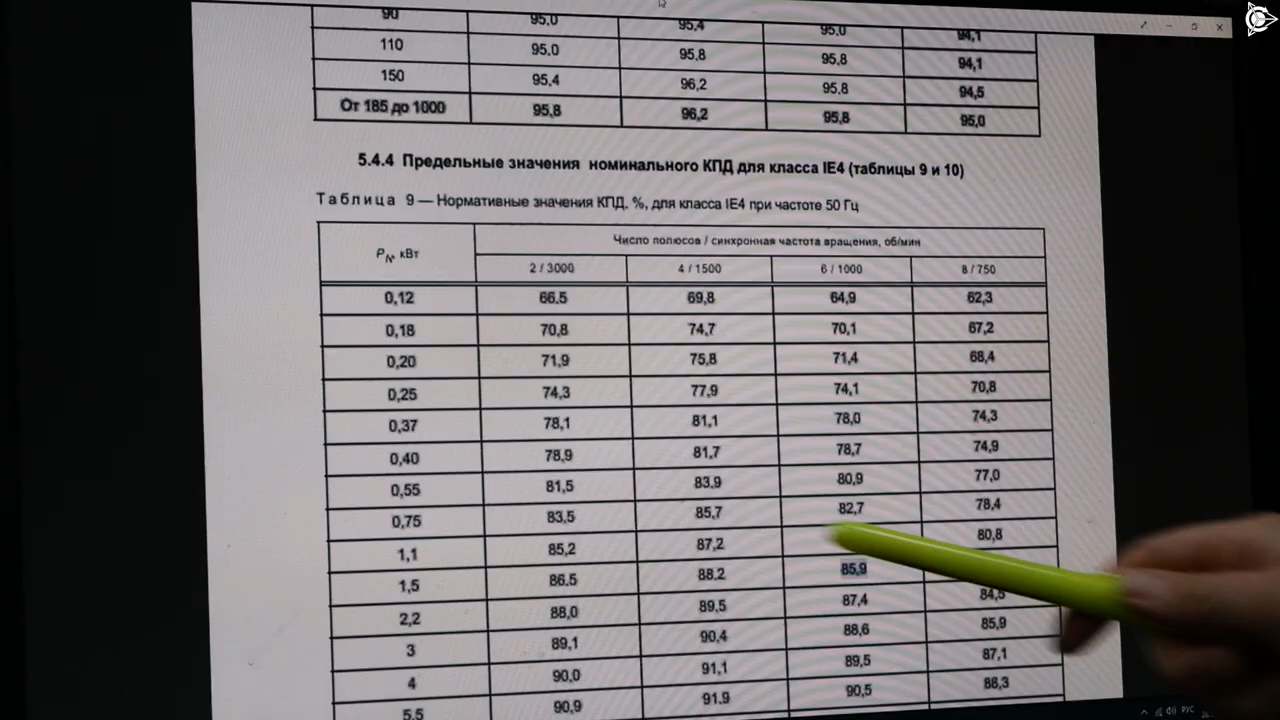 90 95,0 95,4 95,0 94,1
110 95,0 95,8 95,8 94,1
150 95,4 96,2 95,8 94,5
От 185 до 1000 95,8 96,2 95,8 95,0
5.4.4 Предельные значения номинального КПД для класса IE4 (таблицы 9 и 10)
Таблица 9 — Нормативные значения КПД, %, для класса IE4 при частоте 50 Гц
PN, кВт Число полюсов / синхронная частота вращения, об/мин
2 / 3000 4 / 1500 6 / 1000 8 / 750
0,12 66,5 69,8 64,9 62,3
0,18 70,8 74,7 70,1 67,2
0,20 71,9 75,8 71,4 68,4
0,25 74,3 77,9 74,1 70,8
0,37 78,1 81,1 78,0 74,3
0,40 78,9 81,7 78,7 74,9
0,55 81,5 83,9 80,9 77,0
0,75 83,5 85,7 82,7 78,4
1,1 85,2 87,2 80,8
1,5 86,5 88,2 85,9
2,2 88,0 89,5 87,4 84,5
3 89,1 90,4 88,6 85,9
4 90,0 91,1 89,5 87,1
5,5 90,9 91,9 90,5 88,3
РУС